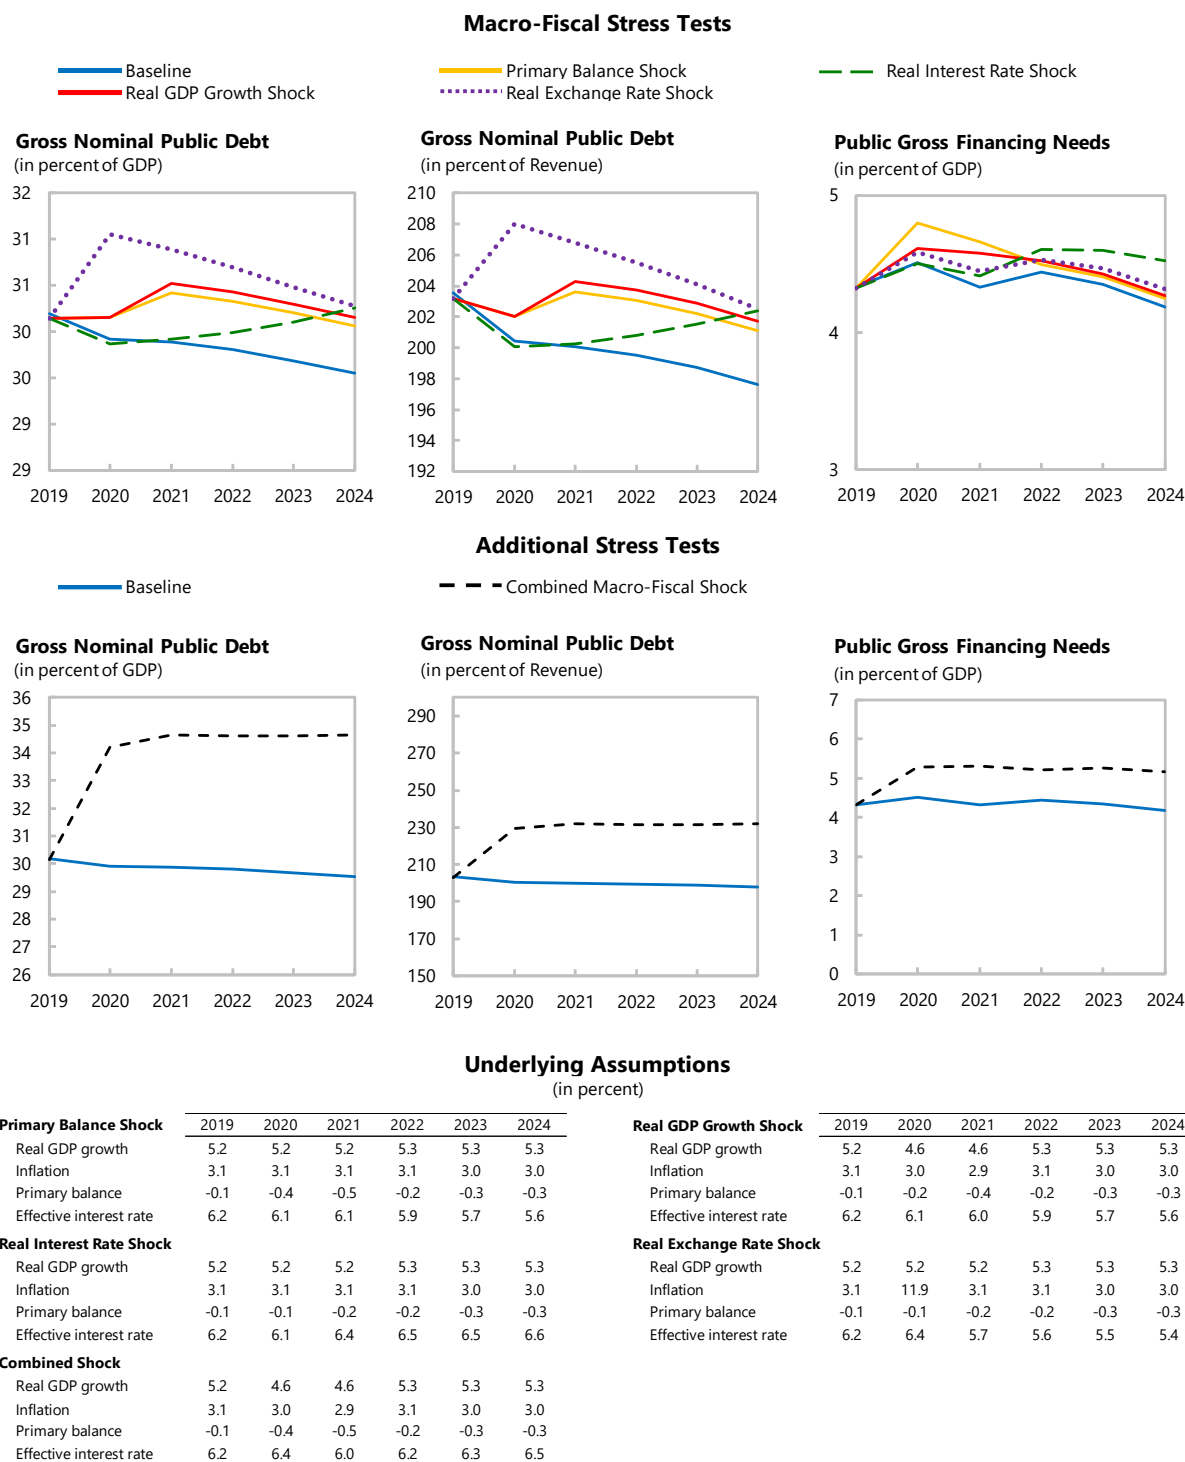 Macro-Fiscal Stress Tests
Baseline
Primary Balance Shock
Real Interest Rate Shock
Real GDP Growth Shock
Real Exchange Rate Shock
Gross Nominal Public Debt
(in percent of GDP)
32
31
31
30
30
29
29
2019 2020 2021 2022 2023 2024
Gross Nominal Public Debt
(in percent of Revenue)
210
208
206
204
202
200
198
196
194
192
2019 2020 2021 2022 2023 2024
Public Gross Financing Needs
(in percent of GDP)
5
4
3
2019 2020 2021 2022 2023 2024
Additional Stress Tests
Baseline
Combined Macro-Fiscal Shock
Gross Nominal Public Debt
(in percent of GDP)
36
35
34
33
32
31
30
29
28
27
26
2019 2020 2021 2022 2023 2024
Gross Nominal Public Debt
(in percent of Revenue)
290
270
250
230
210
190
170
150
2019 2020 2021 2022 2023 2024
Public Gross Financing Needs
(in percent of GDP)
7
6
5
4
3
2
1
0
2019 2020 2021 2022 2023 2024
Underlying Assumptions
(in percent)
Primary Balance Shock 2019 2020 2021 2022 2023 2024
Real GDP growth 5.2 5.2 5.2 5.3 5.3 5.3
Inflation 3.1 3.1 3.1 3.1 3.0 3.0
Primary balance -0.1 -0.4 -0.5 -0.2 -0.3 -0.3
Effective interest rate 6.2 6.1 6.1 5.9 5.7 5.6
Real Interest Rate Shock
Real GDP growth 5.2 5.2 5.2 5.3 5.3 5.3
Inflation 3.1 3.1 3.1 3.1 3.0 3.0
Primary balance -0.1 -0.1 -0.2 -0.2 -0.3 -0.3
Effective interest rate 6.2 6.1 6.4 6.5 6.5 6.6
Combined Shock
Real GDP growth 5.2 4.6 4.6 5.3 5.3 5.3
Inflation 3.1 3.0 2.9 3.1 3.0 3.0
Primary balance -0.1 -0.4 -0.5 -0.2 -0.3 -0.3
Effective interest rate 6.2 6.4 6.0 6.2 6.3 6.5
Real GDP Growth Shock 2019 2020 2021 2022 2023 2024
Real GDP growth 5.2 4.6 4.6 5.3 5.3 5.3
Inflation 3.1 3.0 2.9 3.1 3.0 3.0
Primary balance -0.1 -0.2 -0.4 -0.2 -0.3 -0.3
Effective interest rate 6.2 6.1 6.0 5.9 5.7 5.6
Real Exchange Rate Shock
Real GDP growth 5.2 5.2 5.2 5.3 5.3 5.3
Inflation 3.1 11.9 3.1 3.1 3.0 3.0
Primary balance -0.1 -0.1 -0.2 -0.2 -0.3 -0.3
Effective interest rate 6.2 6.4 5.7 5.6 5.5 5.4